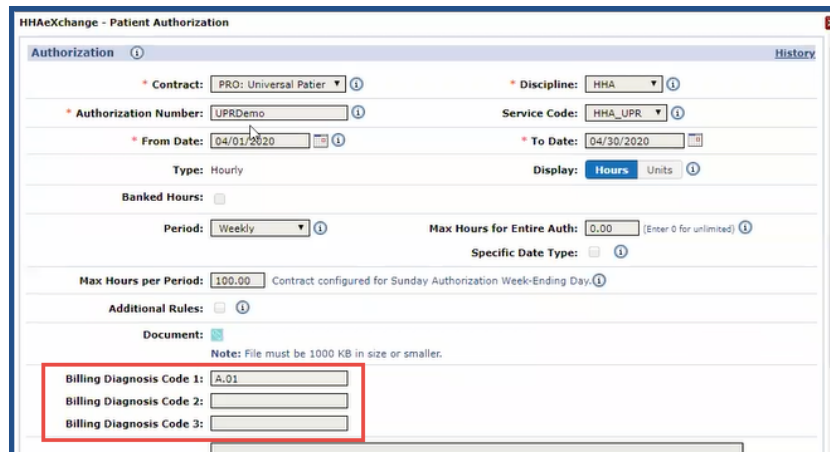 HHAeXchange - Patient Authorization
Authorization History
* Contract: PRO: Universal Patier * Discipline: HHA
* Authorization Number: UPRDemo Service Code: HHA_UPR
* From Date: 04/01/2020 * To Date: 04/30/2020
Type: Hourly Display: Hours Units
Banked Hours:
Period: Weekly Max Hours for Entire Auth: 0.00 (Enter 0 for unlimited)
Specific Date Type:
Max Hours per Period: 100.00 Contract configured for Sunday Authorization Week-Ending Day.
Additional Rules:
Document:
Note: File must be 1000 KB in size or smaller.
Billing Diagnosis Code 1: A.01
Billing Diagnosis Code 2:
Billing Diagnosis Code 3: